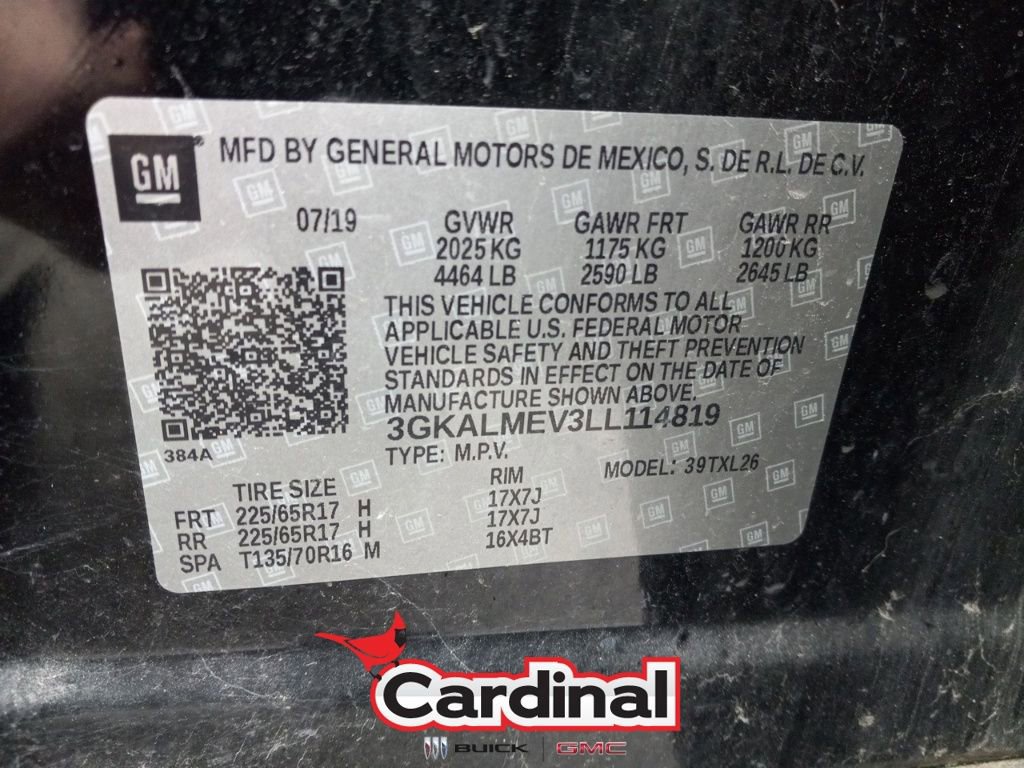 GM
MFD BY GENERAL MOTORS DE MEXICO, S. DE R.L. DE C.V.
07/19 GVWR GAWR FRT GAWR RR
2025 KG 1175 KG 1200 KG
4464 LB 2590 LB 2645 LB
THIS VEHICLE CONFORMS TO ALL
APPLICABLE U.S. FEDERAL MOTOR
VEHICLE SAFETY AND THEFT PREVENTION
STANDARDS IN EFFECT ON THE DATE OF
MANUFACTURE SHOWN ABOVE.
3GKALMEV3LL114819
384A
TYPE: M.P.V. MODEL: 39TXL26
TIRE SIZE RIM
FRT 225/65R17 H 17X7J
RR 225/65R17 H 17X7J
SPA T135/70R16 M 16X4BT
Cardinal
BUICK | GMC